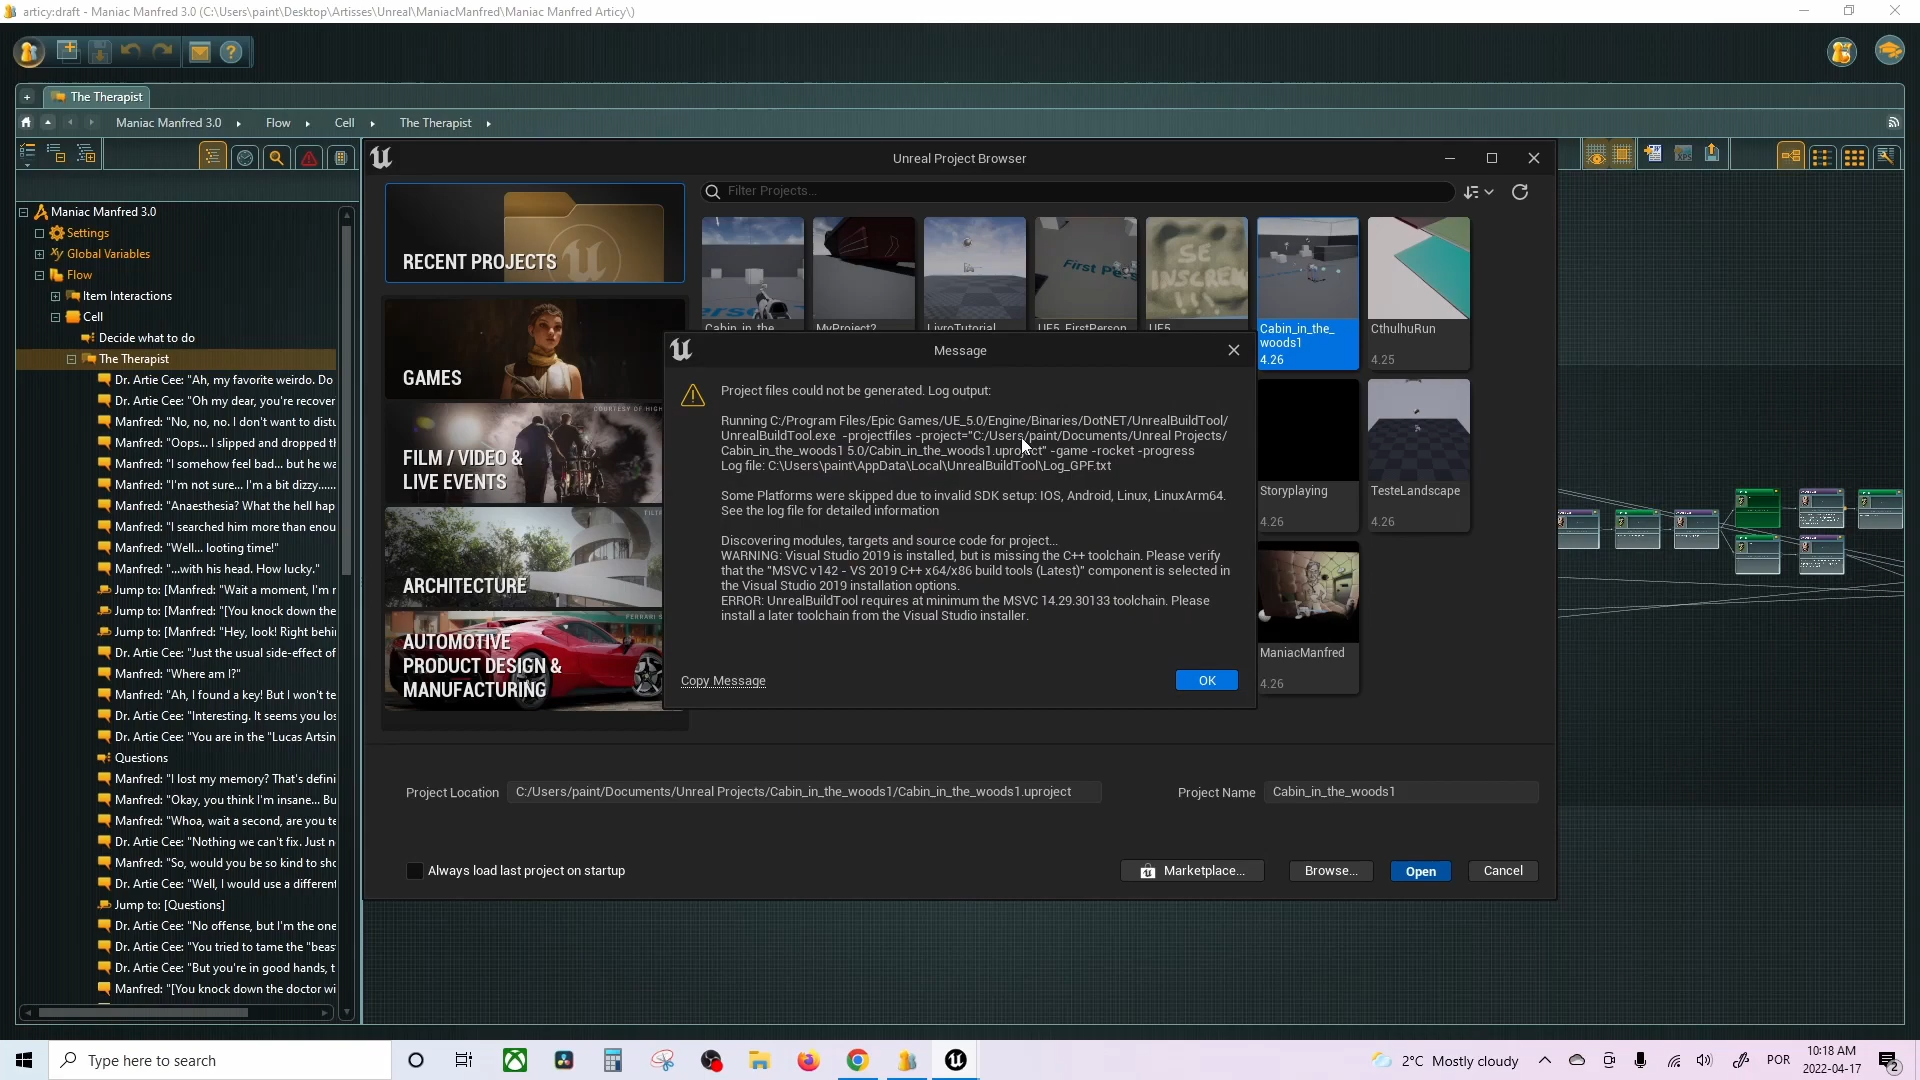 articy:draft - Maniac Manfred 3.0 (C:\Users\paint\Desktop\Artisses\Unreal\ManiacManfred\Maniac Manfred Articy\)
The Therapist
Maniac Manfred 3.0
Flow
Cell
The Therapist
Maniac Manfred 3.0
Settings
Global Variables
Flow
Item Interactions
Cell
Decide what to do
The Therapist
Dr. Artie Cee: "Ah, my favorite weirdo. Do
Dr. Artie Cee: "Oh my dear, you're recover
Manfred: "No, no, no. I don't want to distu
Manfred: "Oops... I slipped and dropped th
Manfred: "I somehow feel bad... but he wa
Manfred: "I'm not sure... I'm a bit dizzy......
Manfred: "Anaesthesia? What the hell hap
Manfred: "I searched him more than enou
Manfred: "Well... looting time!"
Manfred: "...with his head. How lucky."
Jump to: [Manfred: "Wait a moment, I'm r
Jump to: [Manfred: "[You knock down the
Jump to: [Manfred: "Hey, look! Right behin
Dr. Artie Cee: "Just the usual side-effect of
Manfred: "Where am I?"
Manfred: "Ah, I found a key! But I won't te
Dr. Artie Cee: "Interesting. It seems you los
Dr. Artie Cee: "You are in the "Lucas Artsin
Questions
Manfred: "I lost my memory? That's defini
Manfred: "Okay, you think I'm insane... Bu
Manfred: "Whoa, wait a second, are you te
Dr. Artie Cee: "Nothing we can't fix. Just n
Manfred: "So, would you be so kind to sho
Dr. Artie Cee: "Well, I would use a different
Jump to: [Questions]
Dr. Artie Cee: "No offense, but I'm the one
Dr. Artie Cee: "You tried to tame the "beas
Dr. Artie Cee: "But you're in good hands, t
Manfred: "[You knock down the doctor wi
Unreal Project Browser
Filter Projects...
RECENT PROJECTS
GAMES
FILM / VIDEO &
LIVE EVENTS
ARCHITECTURE
AUTOMOTIVE
PRODUCT DESIGN &
MANUFACTURING
Cabin_in_the_
MyProject2
LivroTutorial
UE5_FirstPerson
UE5
SE
INSCREV
!!!
Cabin_in_the_
woods1
4.26
CthulhuRun
4.25
Storyplaying
4.26
TesteLandscape
4.26
ManiacManfred
4.26
Message
Project files could not be generated. Log output:
Running C:/Program Files/Epic Games/UE_5.0/Engine/Binaries/DotNET/UnrealBuildTool/
UnrealBuildTool.exe -projectfiles -project="C:/Users/paint/Documents/Unreal Projects/
Cabin_in_the_woods1 5.0/Cabin_in_the_woods1.uproject" -game -rocket -progress
Log file: C:\Users\paint\AppData\Local\UnrealBuildTool\Log_GPF.txt
Some Platforms were skipped due to invalid SDK setup: IOS, Android, Linux, LinuxArm64.
See the log file for detailed information
Discovering modules, targets and source code for project...
WARNING: Visual Studio 2019 is installed, but is missing the C++ toolchain. Please verify
that the "MSVC v142 - VS 2019 C++ x64/x86 build tools (Latest)" component is selected in
the Visual Studio 2019 installation options.
ERROR: UnrealBuildTool requires at minimum the MSVC 14.29.30133 toolchain. Please
install a later toolchain from the Visual Studio installer.
Copy Message
OK
Project Location
C:/Users/paint/Documents/Unreal Projects/Cabin_in_the_woods1/Cabin_in_the_woods1.uproject
Project Name
Cabin_in_the_woods1
Always load last project on startup
Marketplace...
Browse...
Open
Cancel
Type here to search
2°C Mostly cloudy
POR
10:18 AM
2022-04-17
2